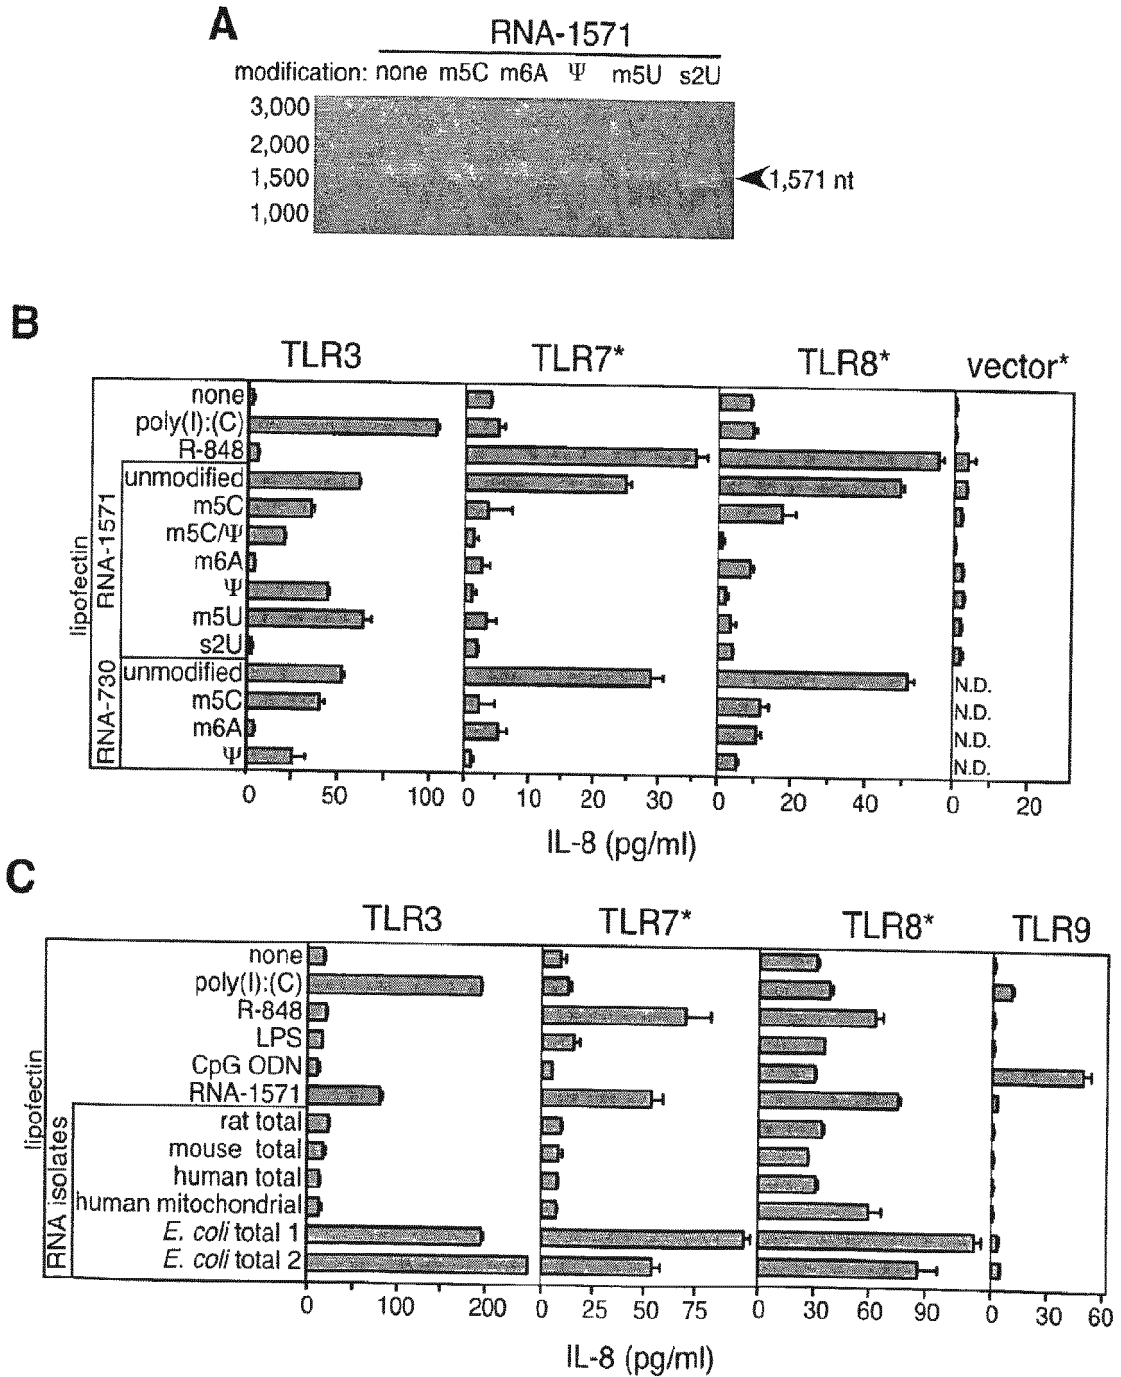 A
RNA-1571
modification: none m5C m6A Ψ m5U s2U
3,000
2,000
1,500
1,000
1,571 nt
B
TLR3 TLR7* TLR8* vector*
none
poly(I):(C)
R-848
lipofectin
RNA-1571
unmodified
m5C
m5C/Ψ
m6A
Ψ
m5U
s2U
RNA-730
unmodified
m5C
m6A
Ψ
N.D.
N.D.
N.D.
N.D.
0 50 100 0 10 20 30 0 20 40 0 20
IL-8 (pg/ml)
C
TLR3 TLR7* TLR8* TLR9
none
poly(I):(C)
R-848
LPS
CpG ODN
RNA-1571
lipofectin
RNA isolates
rat total
mouse total
human total
human mitochondrial
E. coli total 1
E. coli total 2
0 100 200 0 25 50 75 0 30 60 90 0 30 60
IL-8 (pg/ml)